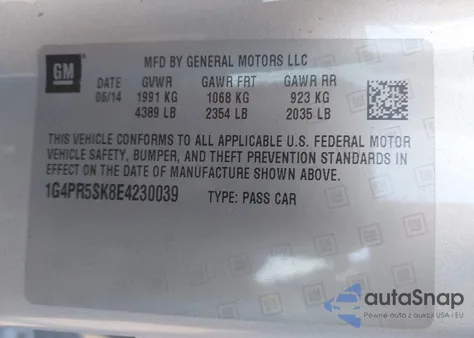 GM
MFD BY GENERAL MOTORS LLC
DATE GVWR GAWR FRT GAWR RR
06/14 1991 KG 1068 KG 923 KG
4389 LB 2354 LB 2035 LB
THIS VEHICLE CONFORMS TO ALL APPLICABLE U.S. FEDERAL MOTOR
VEHICLE SAFETY, BUMPER, AND THEFT PREVENTION STANDARDS IN
EFFECT ON THE DATE OF MANUFACTURE SHOWN ABOVE.
1G4PR5SK8E4230039 TYPE: PASS CAR
autoSnap
Pewne auta z aukcji USA i EU